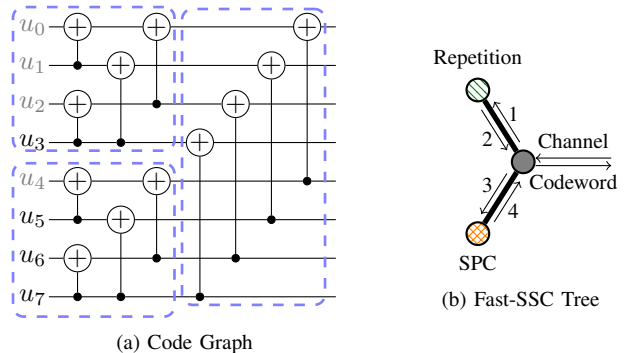 u0
u1
u2
u3
u4
u5
u6
u7
(a) Code Graph
Repetition
1
2
Channel
Codeword
3
4
SPC
(b) Fast-SSC Tree